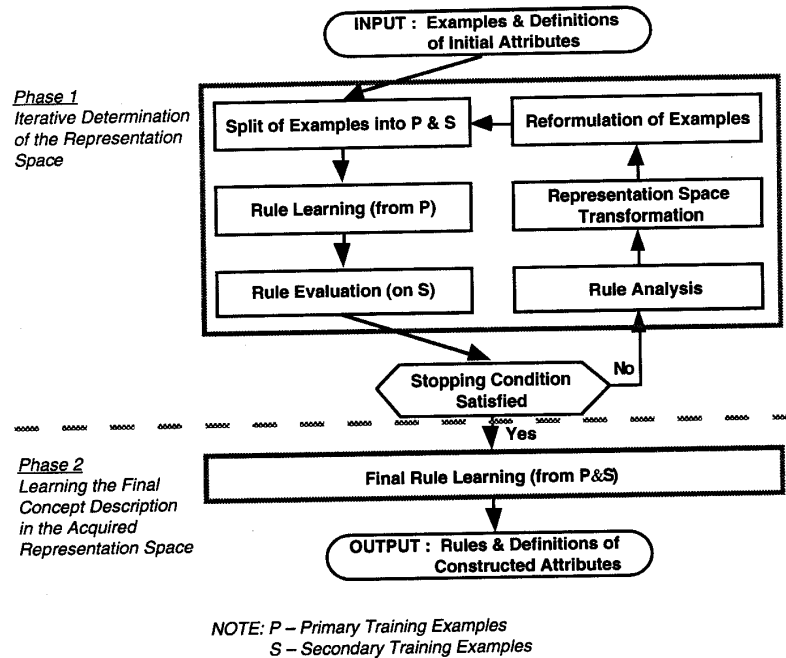 INPUT : Examples & Definitions
of Initial Attributes
Phase 1
Iterative Determination
of the Representation
Space
Split of Examples into P & S
Reformulation of Examples
Rule Learning (from P)
Representation Space
Transformation
Rule Evaluation (on S)
Rule Analysis
Stopping Condition
Satisfied
No
Yes
Phase 2
Learning the Final
Concept Description
in the Acquired
Representation Space
Final Rule Learning (from P&S)
OUTPUT : Rules & Definitions of
Constructed Attributes
NOTE: P – Primary Training Examples
S – Secondary Training Examples